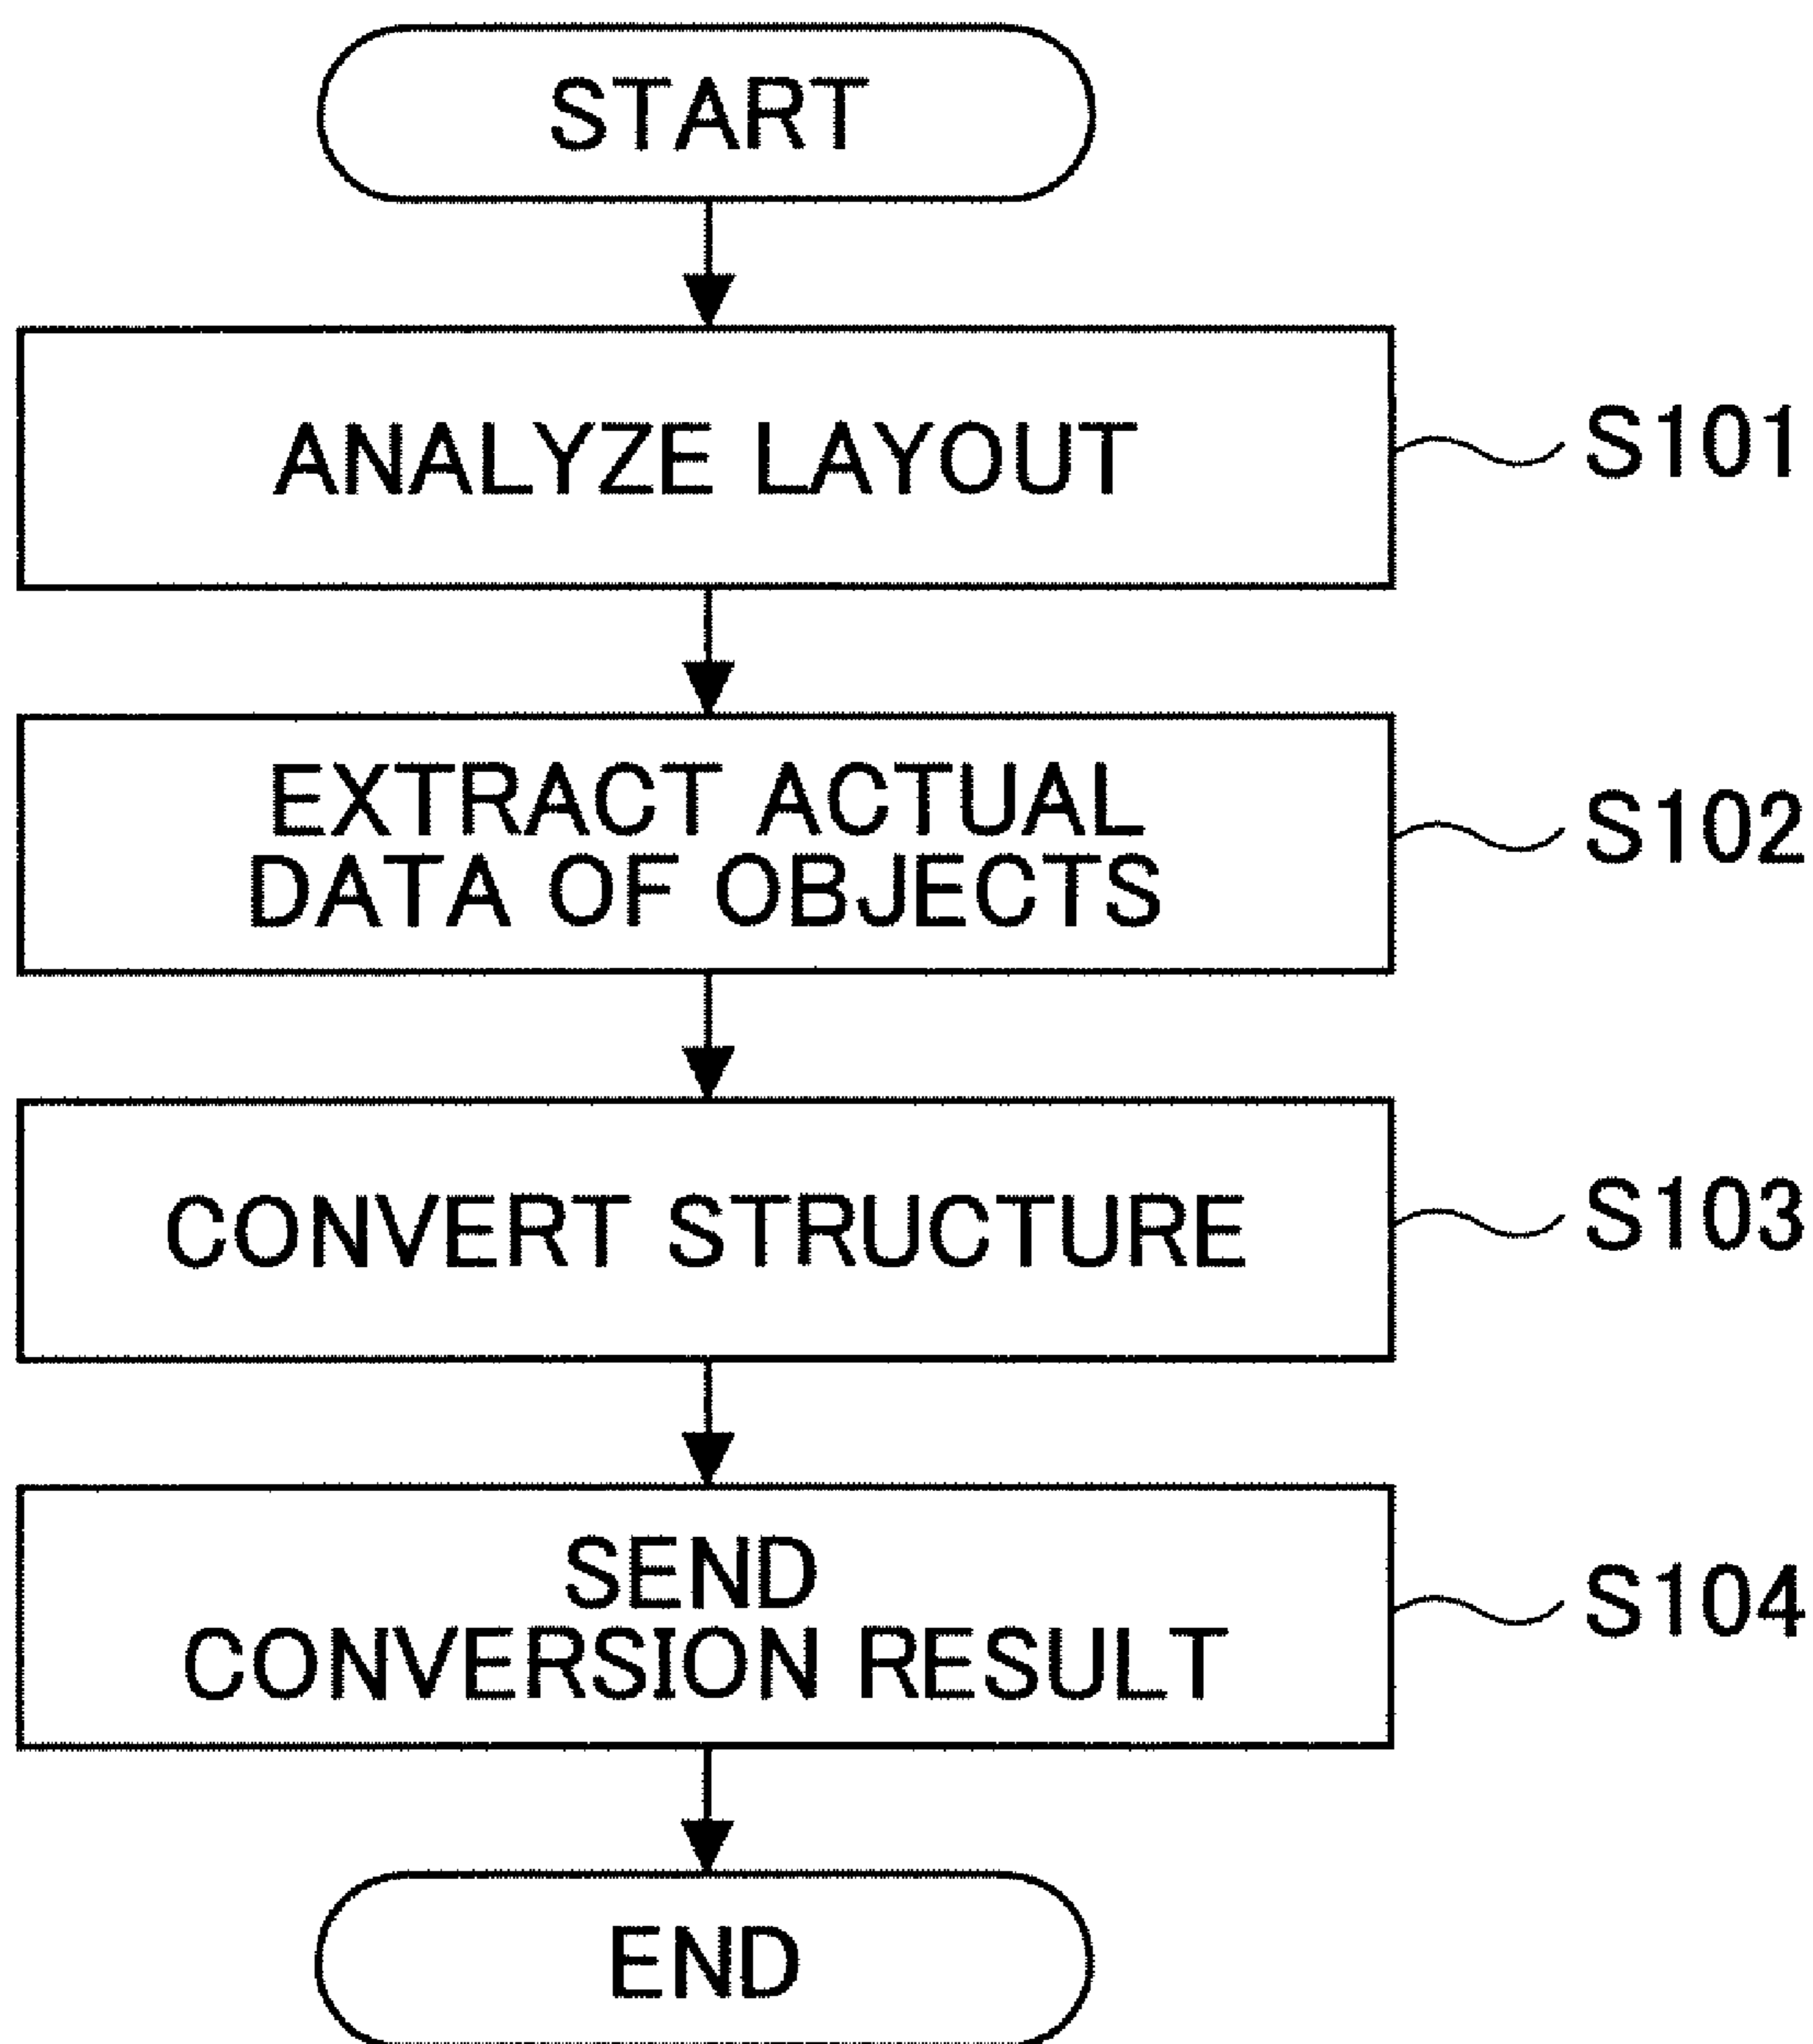 START
ANALYZE LAYOUT
S101
EXTRACT ACTUAL
DATA OF OBJECTS
S102
CONVERT STRUCTURE
S103
SEND
CONVERSION RESULT
S104
END